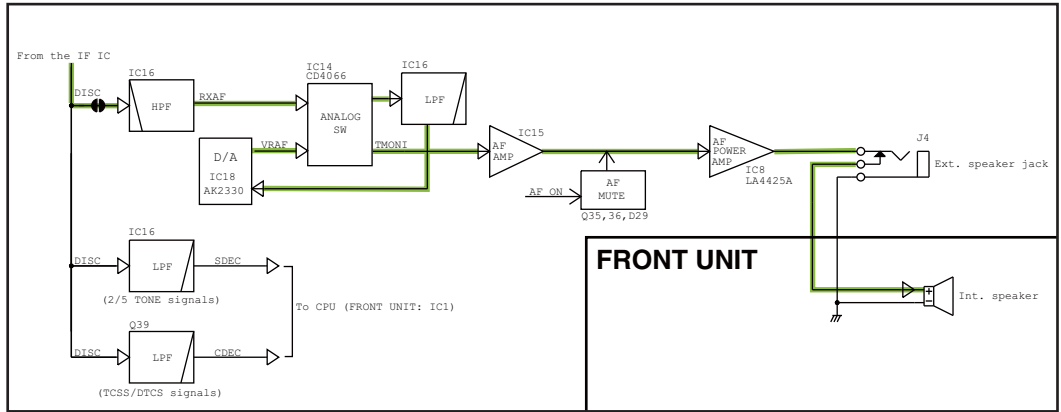 From the IF IC
DISC
IC16
HPF
RXAF
IC14
CD4066
ANALOG
SW
IC16
LPF
D/A
IC18
AK2330
VRAF
TMONI
IC15
AF
AMP
AF ON
AF
MUTE
Q35,36,D29
AF
POWER
AMP
IC8
LA4425A
J4
Ext. speaker jack
DISC
IC16
LPF
SDEC
(2/5 TONE signals)
To CPU (FRONT UNIT: IC1)
DISC
Q39
LPF
CDEC
(TCSS/DTCS signals)
FRONT UNIT
+
−
Int. speaker